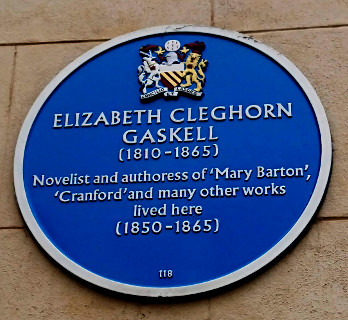 ELIZABETH CLEGHORN
GASKELL
(1810-1865)
Novelist and authoress of 'Mary Barton',
'Cranford' and many other works
lived here
(1850-1865)
118